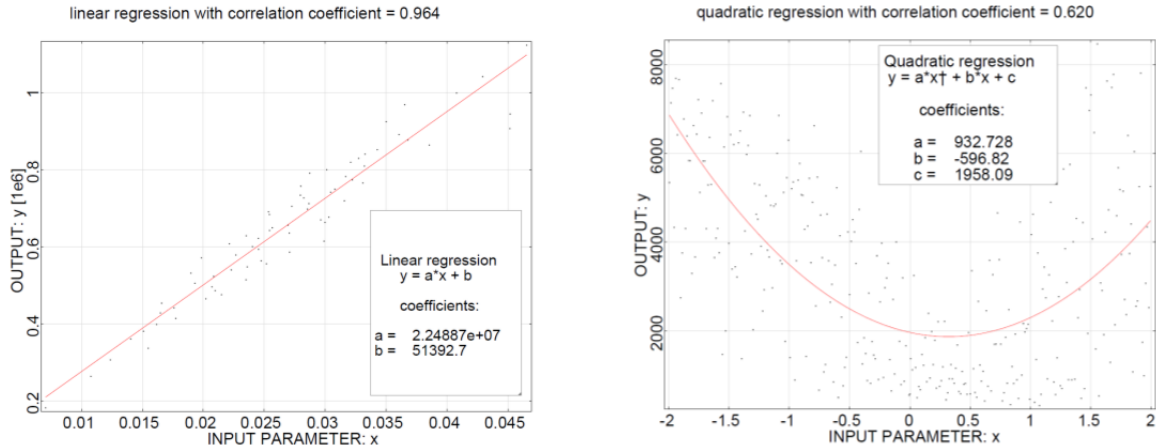 linear regression with correlation coefficient = 0.964
OUTPUT: y [1e6]
1
0.8
0.6
0.4
0.2
Linear regression
y = a*x + b
coefficients:
a = 2.24887e+07
b = 51392.7
0.01 0.015 0.02 0.025 0.03 0.035 0.04 0.045
INPUT PARAMETER: x
quadratic regression with correlation coefficient = 0.620
OUTPUT: y
8000
6000
4000
2000
Quadratic regression
y = a*x† + b*x + c
coefficients:
a = 932.728
b = -596.82
c = 1958.09
-2 -1.5 -1 -0.5 0 0.5 1 1.5 2
INPUT PARAMETER: x